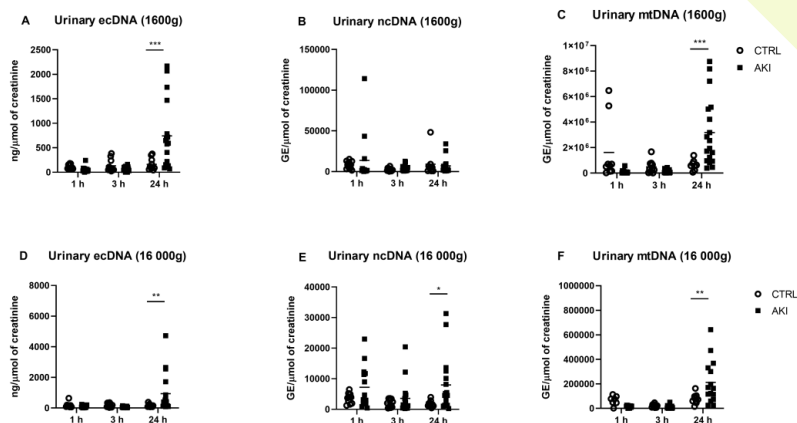 A Urinary ecDNA (1600g)
ng/μmol of creatinine
2500
2000
1500
1000
500
0
***
1 h 3 h 24 h
B Urinary ncDNA (1600g)
GE/μmol of creatinine
150000
100000
50000
0
1 h 3 h 24 h
C Urinary mtDNA (1600g)
GE/μmol of creatinine
1×10⁷
8×10⁶
6×10⁶
4×10⁶
2×10⁶
0
***
1 h 3 h 24 h
CTRL
AKI
D Urinary ecDNA (16 000g)
ng/μmol of creatinine
8000
6000
4000
2000
0
**
1 h 3 h 24 h
E Urinary ncDNA (16 000g)
GE/μmol of creatinine
40000
30000
20000
10000
0
*
1 h 3 h 24 h
F Urinary mtDNA (16 000g)
GE/μmol of creatinine
1000000
800000
600000
400000
200000
0
**
1 h 3 h 24 h
CTRL
AKI